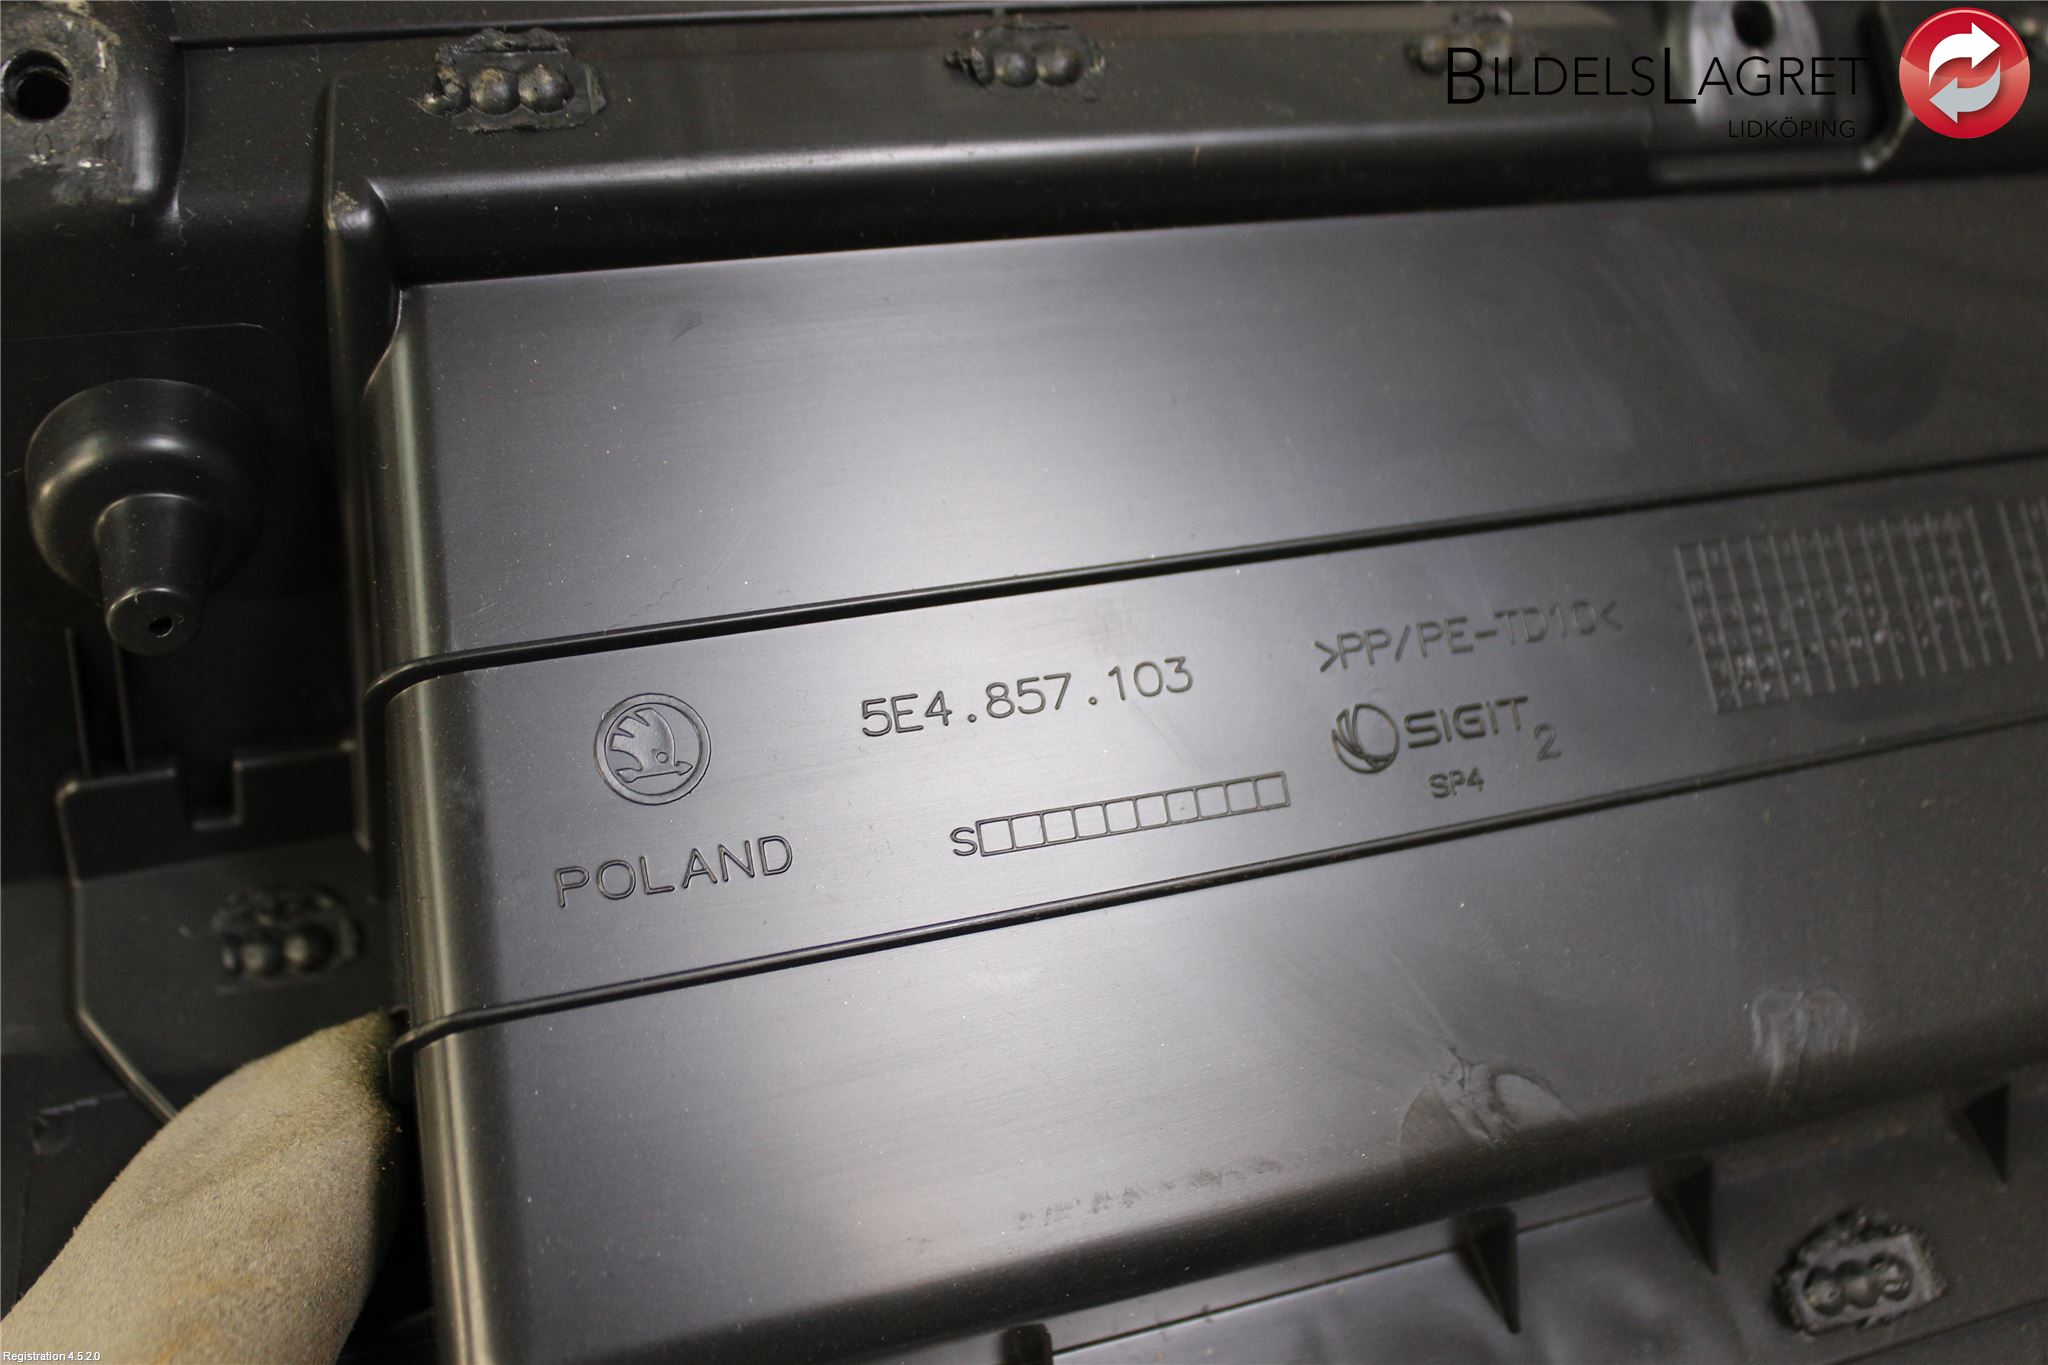 BILDELSLAGRET
LIDKÖPING
>PP/PE-TD10<
5E4.857.103
SIGIT 2
SP4
S
POLAND
Registration 4.5.2.0